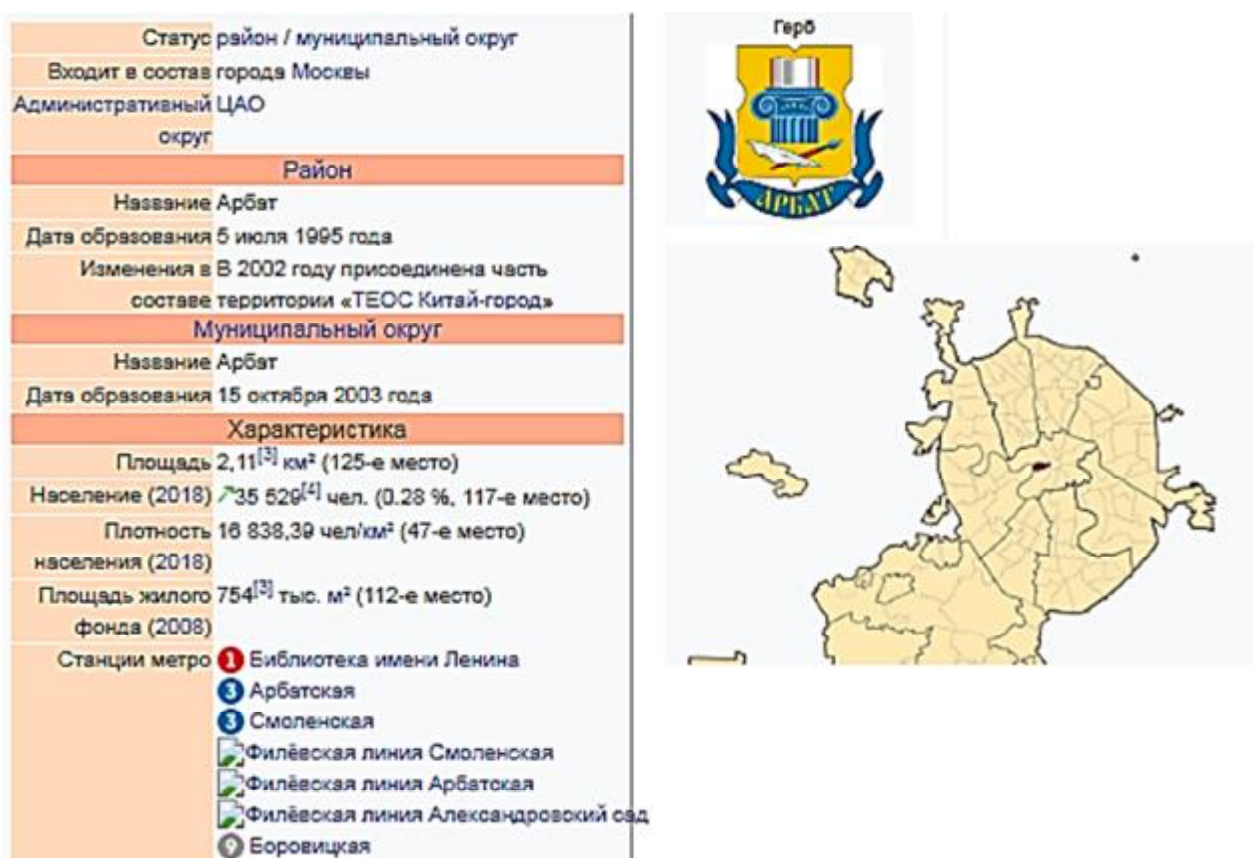 Статус район / муниципальный округ
Входит в состав города Москвы
Административный ЦАО
округ
Район
Название Арбат
Дата образования 5 июля 1995 года
Изменения в В 2002 году присоединена часть
составе территории «ТЕОС Китай-город»
Муниципальный округ
Название Арбат
Дата образования 15 октября 2003 года
Характеристика
Площадь 2,11[3] км² (125-е место)
Население (2018) ↗35 529[4] чел. (0.28 %, 117-е место)
Плотность 16 838,39 чел/км² (47-е место)
населения (2018)
Площадь жилого 754[3] тыс. м² (112-е место)
фонда (2008)
Станции метро 1 Библиотека имени Ленина
3 Арбатская
3 Смоленская
Филёвская линия Смоленская
Филёвская линия Арбатская
Филёвская линия Александровский сад
9 Боровицкая
Герб
АРБАТ